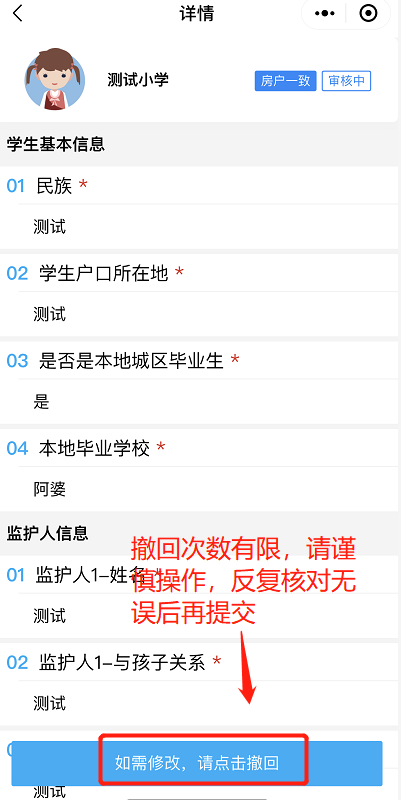 详情
测试小学
房户一致
审核中
学生基本信息
01 民族 *
测试
02 学生户口所在地 *
测试
03 是否是本地城区毕业生 *
是
04 本地毕业学校 *
阿婆
监护人信息
撤回次数有限，请谨
慎操作，反复核对无
误后再提交
01 监护人1-姓名 *
测试
02 监护人1-与孩子关系 *
测试
如需修改，请点击撤回
测试